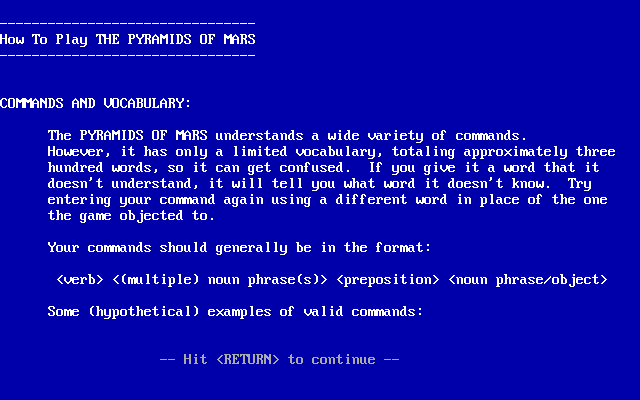 --------------------------------
How To Play THE PYRAMIDS OF MARS
--------------------------------
COMMANDS AND VOCABULARY:
The PYRAMIDS OF MARS understands a wide variety of commands.
However, it has only a limited vocabulary, totaling approximately three
hundred words, so it can get confused.  If you give it a word that it
doesn't understand, it will tell you what word it doesn't know.  Try
entering your command again using a different word in place of the one
the game objected to.
Your commands should generally be in the format:
<verb> <(multiple) noun phrase(s)> <preposition> <noun phrase/object>
Some (hypothetical) examples of valid commands:
-- Hit <RETURN> to continue --